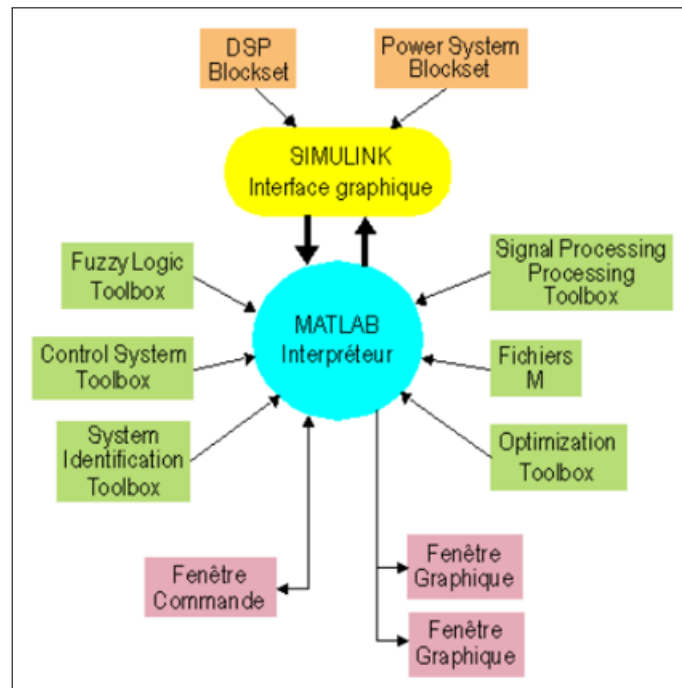 DSP
Blockset
Power System
Blockset
SIMULINK
Interface graphique
Fuzzy Logic
Toolbox
Signal Processing
Processing
Toolbox
MATLAB
Interpréteur
Control System
Toolbox
Fichiers
M
System
Identification
Toolbox
Optimization
Toolbox
Fenêtre
Commande
Fenêtre
Graphique
Fenêtre
Graphique